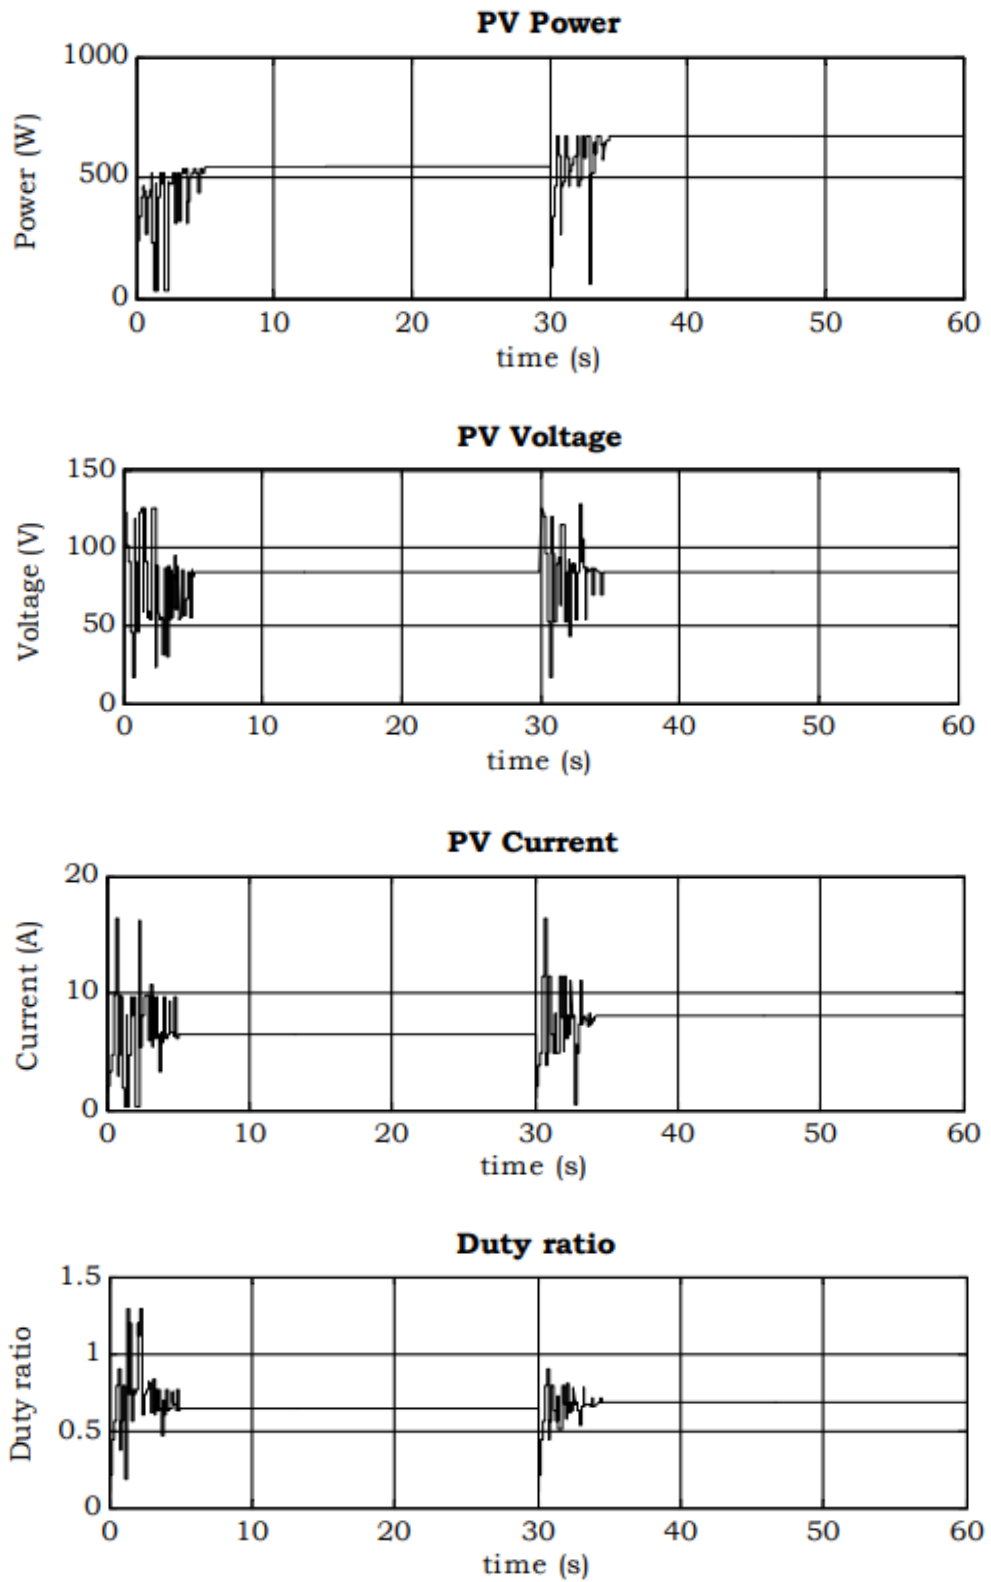 PV Power
Power (W)
1000
500
0
0 10 20 30 40 50 60
time (s)
PV Voltage
Voltage (V)
150
100
50
0
0 10 20 30 40 50 60
time (s)
PV Current
Current (A)
20
10
0
0 10 20 30 40 50 60
time (s)
Duty ratio
Duty ratio
1.5
1
0.5
0
0 10 20 30 40 50 60
time (s)